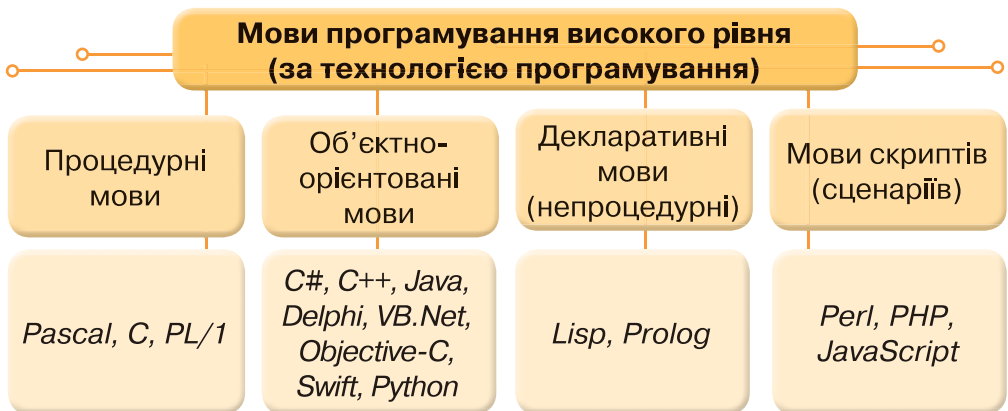 Мови програмування високого рівня
(за технологією програмування)
Процедурні
мови
Об’єктно-
орієнтовані
мови
Декларативні
мови
(непроцедурні)
Мови скриптів
(сценаріїв)
Pascal, C, PL/1
C#, C++, Java,
Delphi, VB.Net,
Objective-C,
Swift, Python
Lisp, Prolog
Perl, PHP,
JavaScript